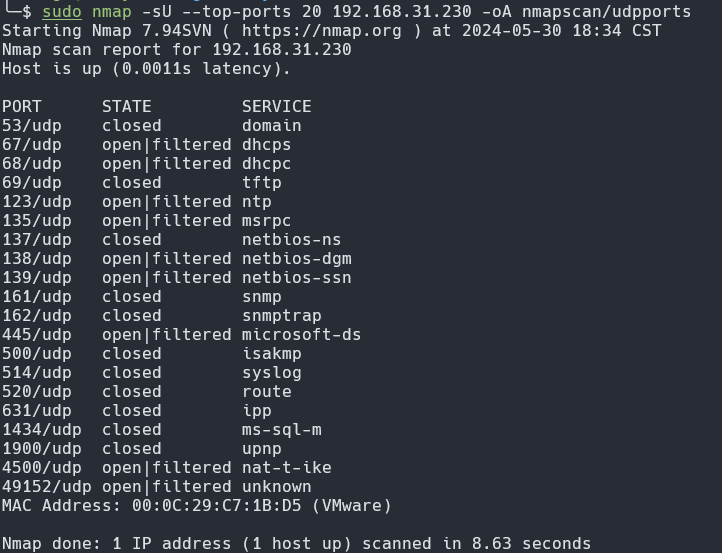 └─$ sudo nmap -sU --top-ports 20 192.168.31.230 -oA nmapscan/udpports
Starting Nmap 7.94SVN ( https://nmap.org ) at 2024-05-30 18:34 CST
Nmap scan report for 192.168.31.230
Host is up (0.0011s latency).

PORT      STATE         SERVICE
53/udp    closed        domain
67/udp    open|filtered dhcps
68/udp    open|filtered dhcpc
69/udp    closed        tftp
123/udp   open|filtered ntp
135/udp   open|filtered msrpc
137/udp   closed        netbios-ns
138/udp   open|filtered netbios-dgm
139/udp   open|filtered netbios-ssn
161/udp   closed        snmp
162/udp   closed        snmptrap
445/udp   open|filtered microsoft-ds
500/udp   closed        isakmp
514/udp   closed        syslog
520/udp   closed        route
631/udp   closed        ipp
1434/udp  closed        ms-sql-m
1900/udp  closed        upnp
4500/udp  open|filtered nat-t-ike
49152/udp open|filtered unknown
MAC Address: 00:0C:29:C7:1B:D5 (VMware)

Nmap done: 1 IP address (1 host up) scanned in 8.63 seconds